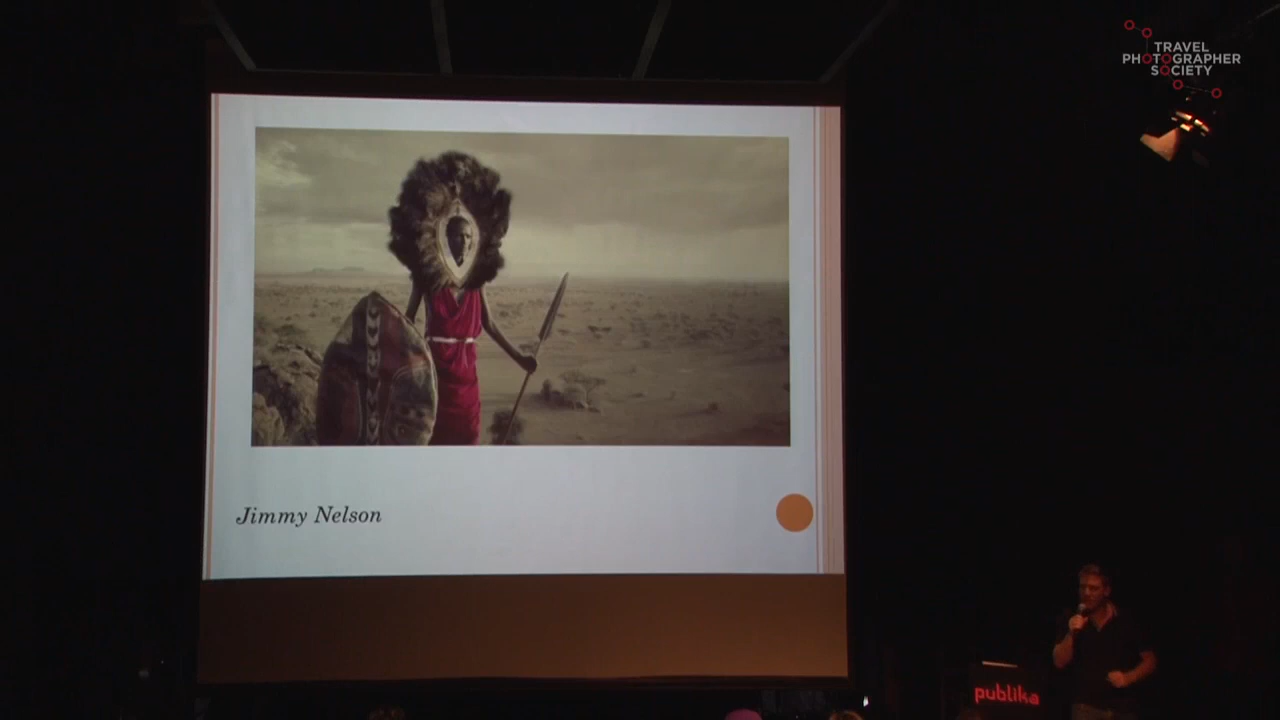 TRAVEL
PHOTOGRAPHER
SOCIETY
Jimmy Nelson
publika